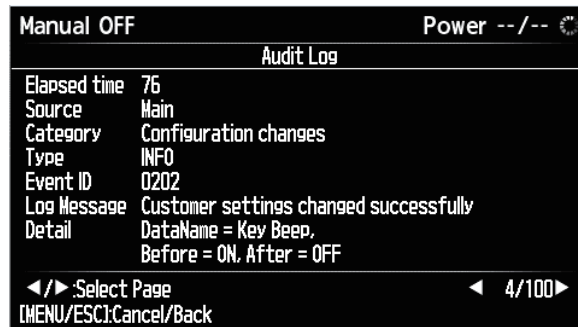 Manual OFF Power --/--
Audit Log
Elapsed time 76
Source Main
Category Configuration changes
Type INFO
Event ID 0202
Log Message Customer settings changed successfully
Detail DataName = Key Beep,
Before = ON, After = OFF
◀/▶:Select Page ◀ 4/100▶
[MENU/ESC]:Cancel/Back